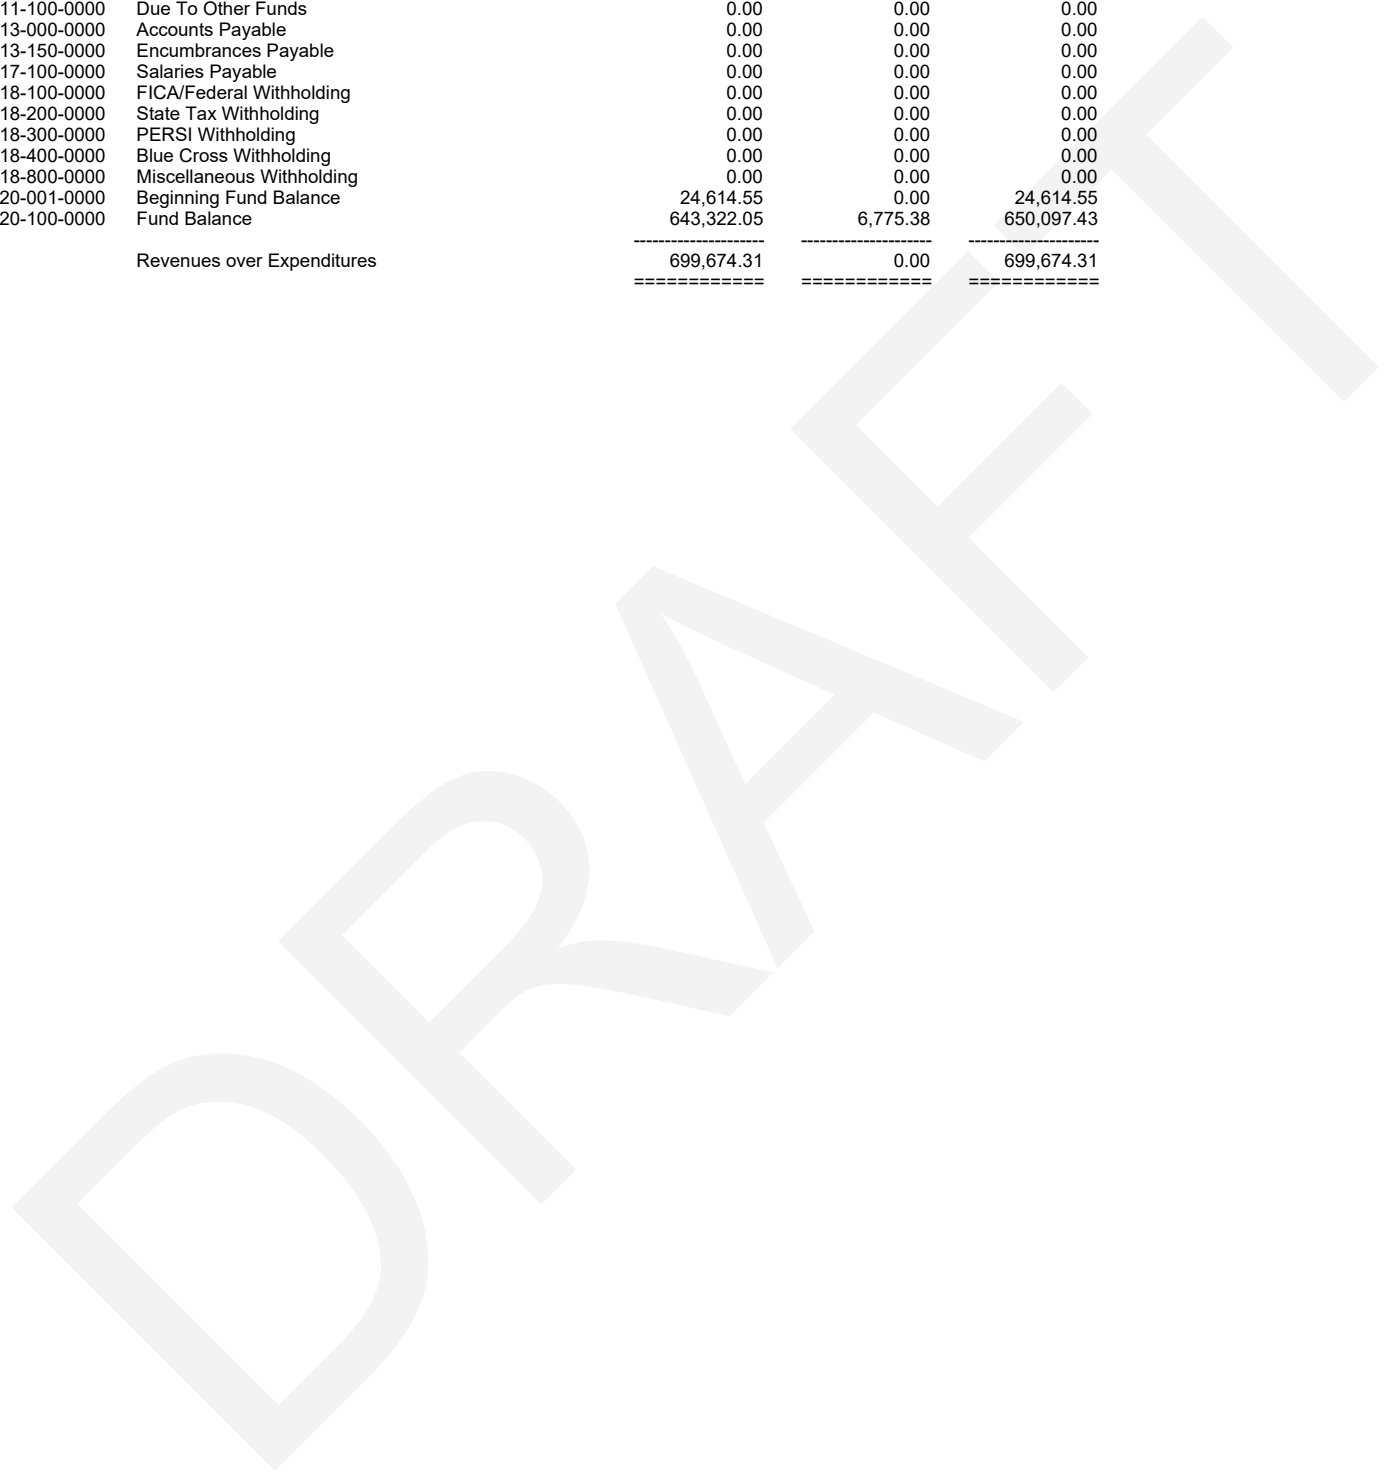 11-100-0000 Due To Other Funds 0.00 0.00 0.00
13-000-0000 Accounts Payable 0.00 0.00 0.00
13-150-0000 Encumbrances Payable 0.00 0.00 0.00
17-100-0000 Salaries Payable 0.00 0.00 0.00
18-100-0000 FICA/Federal Withholding 0.00 0.00 0.00
18-200-0000 State Tax Withholding 0.00 0.00 0.00
18-300-0000 PERSI Withholding 0.00 0.00 0.00
18-400-0000 Blue Cross Withholding 0.00 0.00 0.00
18-800-0000 Miscellaneous Withholding 0.00 0.00 0.00
20-001-0000 Beginning Fund Balance 24,614.55 0.00 24,614.55
20-100-0000 Fund Balance 643,322.05 6,775.38 650,097.43
--------------------- --------------------- ---------------------
Revenues over Expenditures 699,674.31 0.00 699,674.31
============ ============ ============
DRAFT